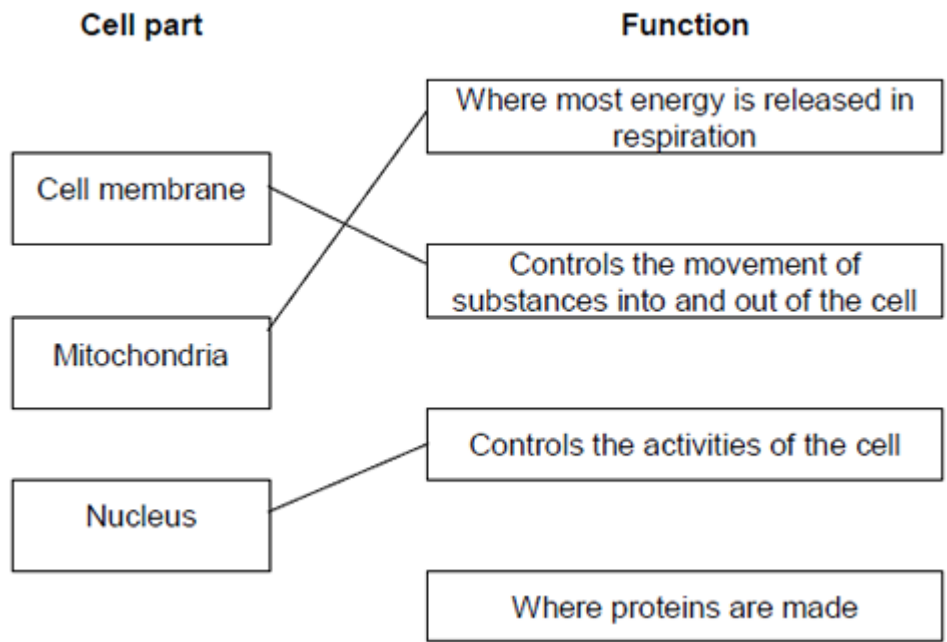 Cell part
Function
Where most energy is released in
respiration
Cell membrane
Controls the movement of
substances into and out of the cell
Mitochondria
Controls the activities of the cell
Nucleus
Where proteins are made